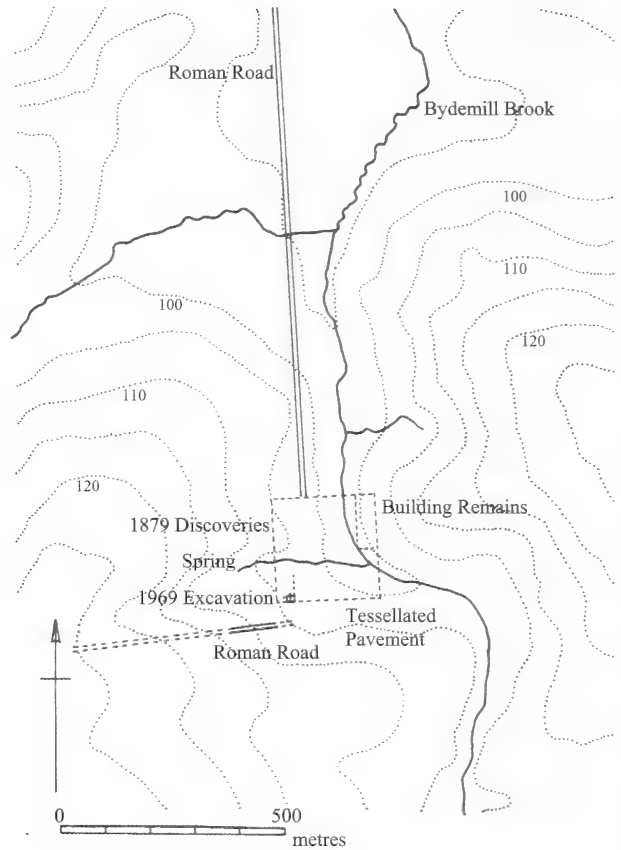 Roman Road
Bydemill Brook
100
110
100
120
110
120
Building Remains
1879 Discoveries
Spring
1969 Excavation
Tessellated
Pavement
Roman Road
0 500
metres